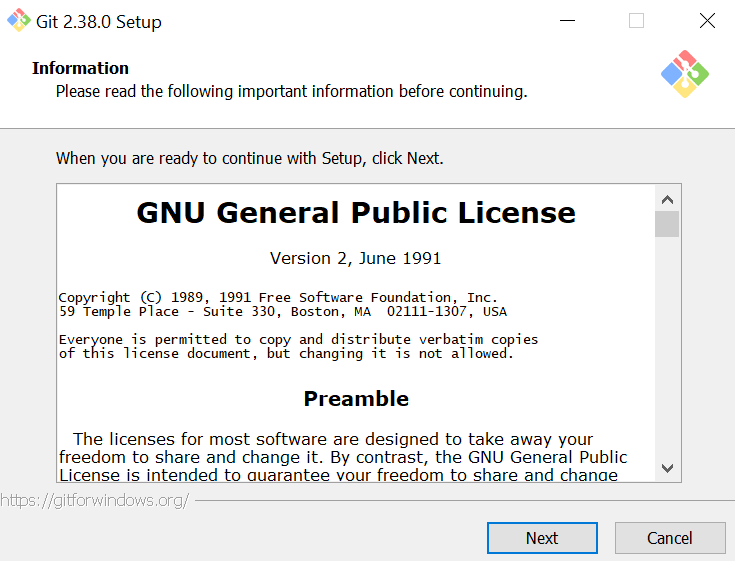 Git 2.38.0 Setup
Information
Please read the following important information before continuing.
When you are ready to continue with Setup, click Next.
GNU General Public License
Version 2, June 1991
Copyright (C) 1989, 1991 Free Software Foundation, Inc.
59 Temple Place - Suite 330, Boston, MA  02111-1307, USA
Everyone is permitted to copy and distribute verbatim copies
of this license document, but changing it is not allowed.
Preamble
The licenses for most software are designed to take away your
freedom to share and change it. By contrast, the GNU General Public
License is intended to guarantee your freedom to share and change
https://gitforwindows.org/
Next
Cancel